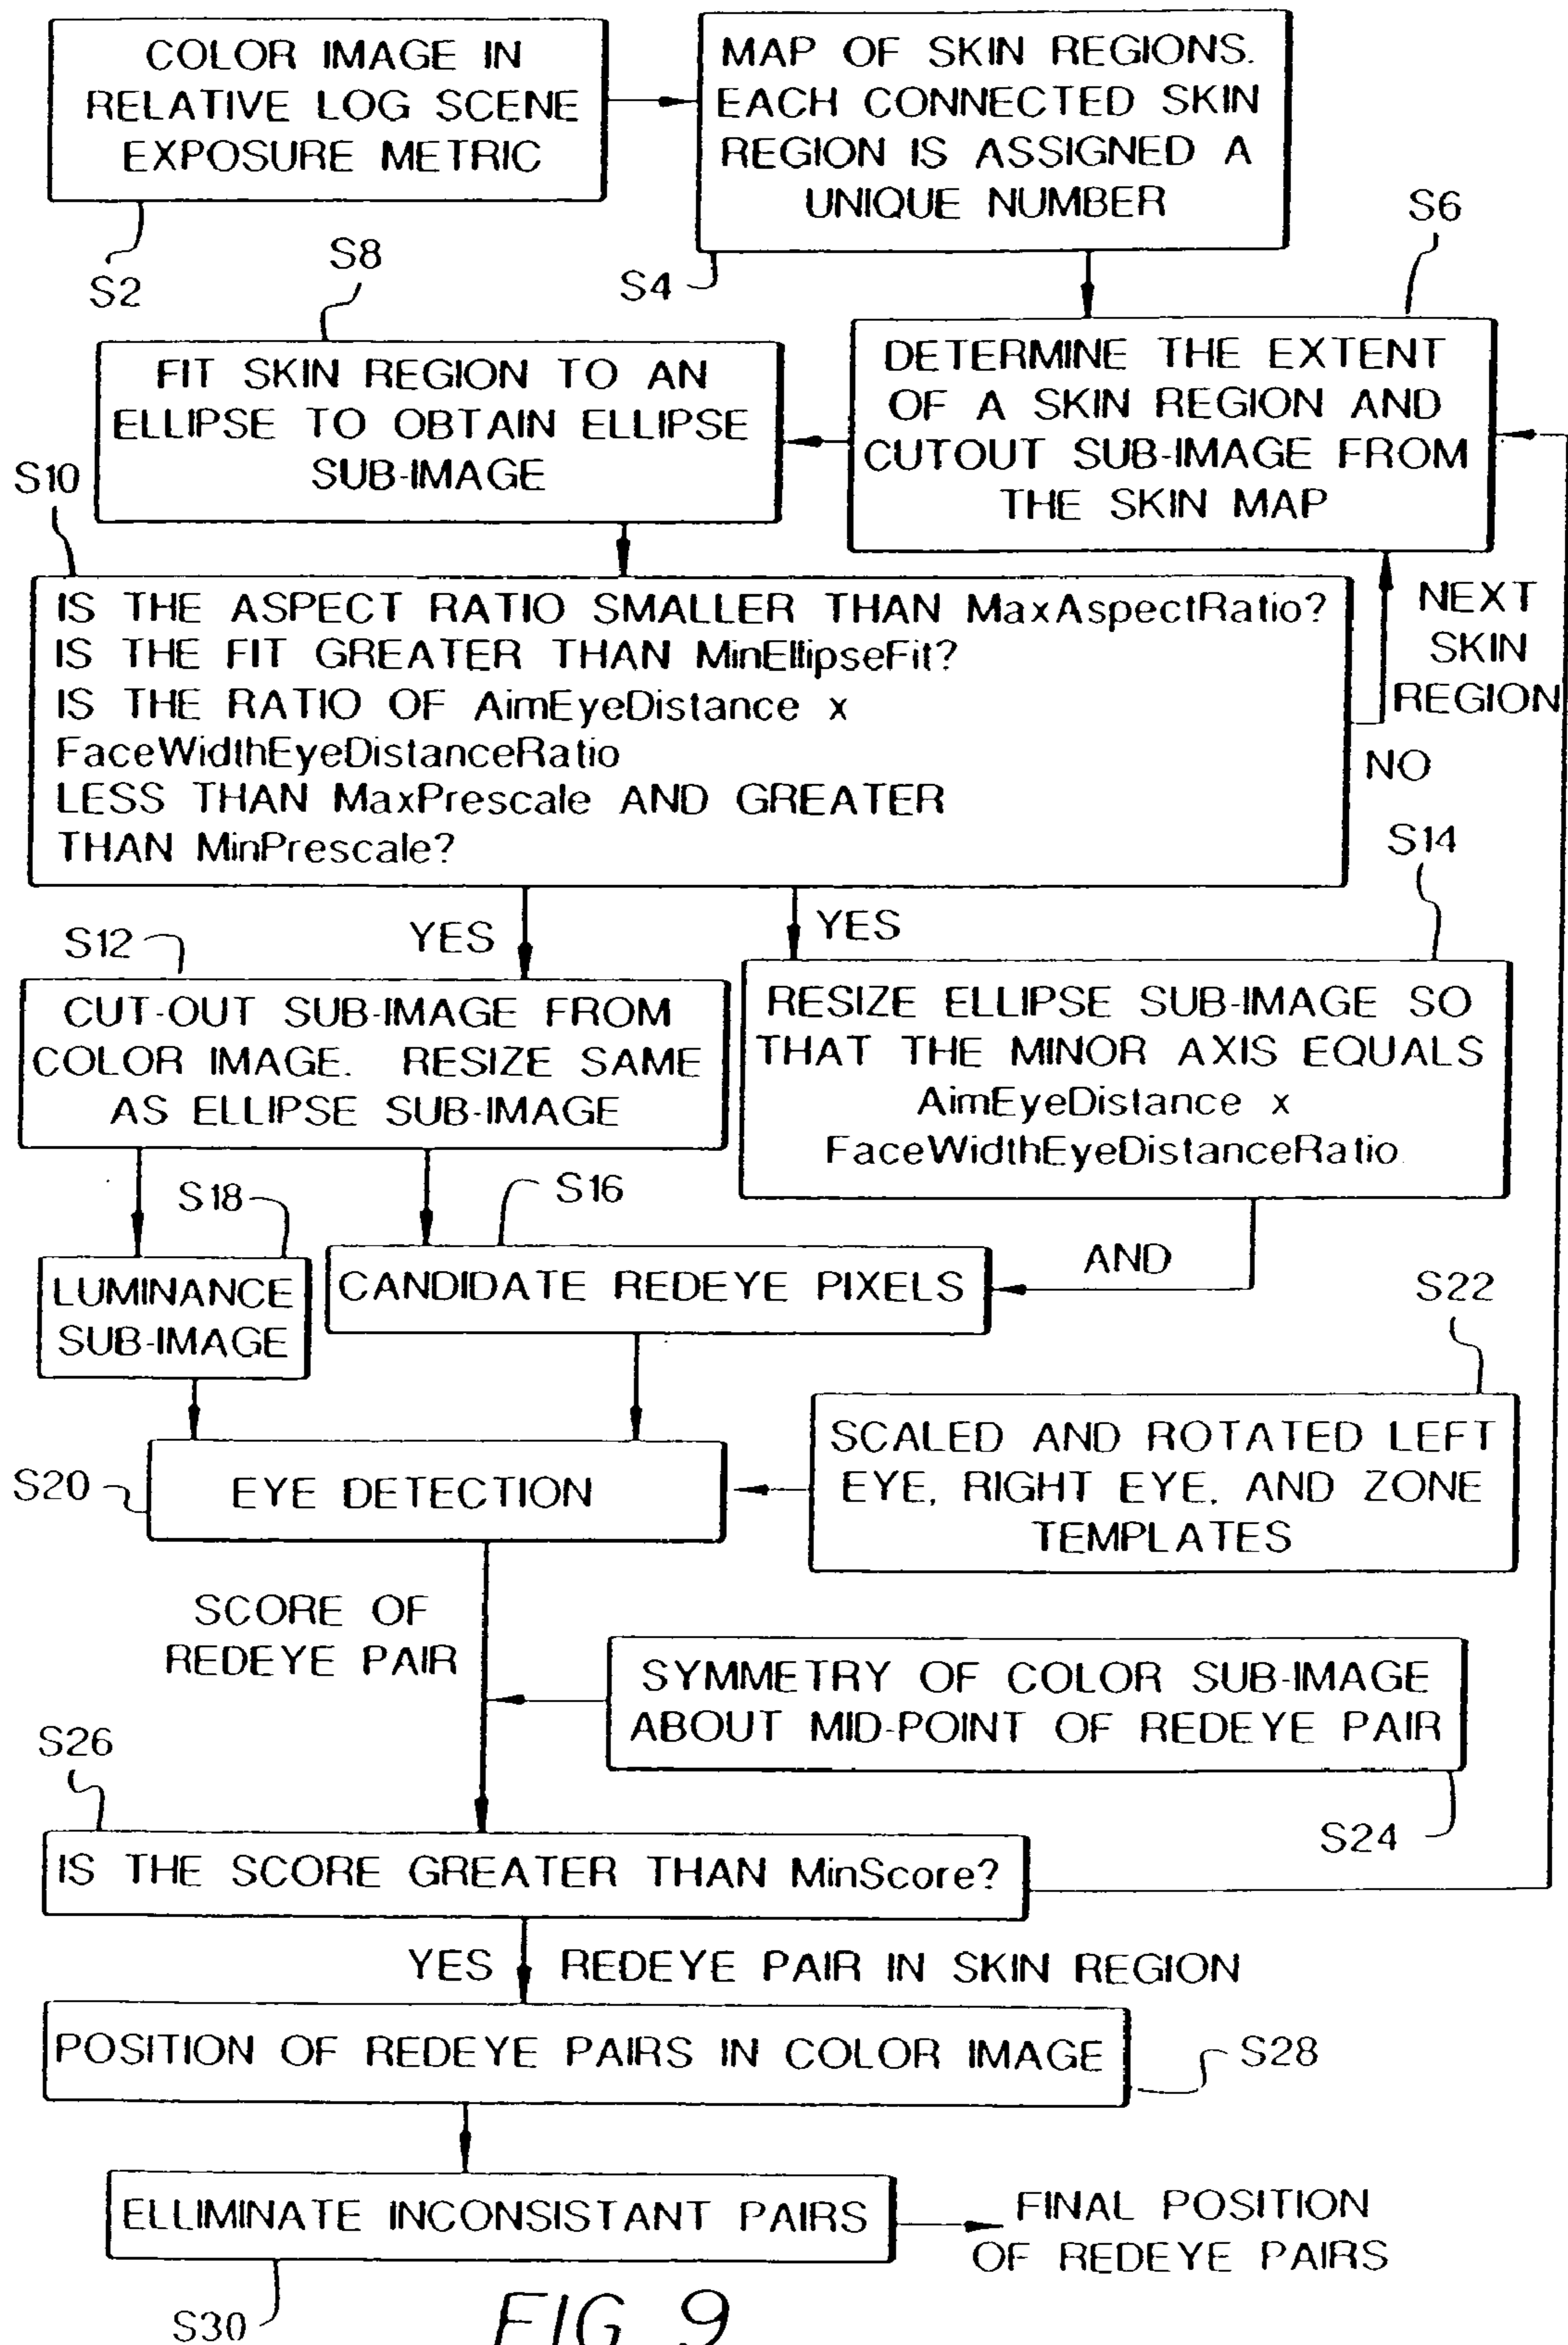 COLOR IMAGE IN
RELATIVE LOG SCENE
EXPOSURE METRIC
S2
MAP OF SKIN REGIONS.
EACH CONNECTED SKIN
REGION IS ASSIGNED A
UNIQUE NUMBER
S4
S6
DETERMINE THE EXTENT
OF A SKIN REGION AND
CUTOUT SUB-IMAGE FROM
THE SKIN MAP
S8
FIT SKIN REGION TO AN
ELLIPSE TO OBTAIN ELLIPSE
SUB-IMAGE
S10
IS THE ASPECT RATIO SMALLER THAN MaxAspectRatio?
IS THE FIT GREATER THAN MinEllipseFit?
IS THE RATIO OF AimEyeDistance x
FaceWidthEyeDistanceRatio
LESS THAN MaxPrescale AND GREATER
THAN MinPrescale?
NEXT
SKIN
REGION
NO
YES
YES
S12
CUT-OUT SUB-IMAGE FROM
COLOR IMAGE. RESIZE SAME
AS ELLIPSE SUB-IMAGE
S14
RESIZE ELLIPSE SUB-IMAGE SO
THAT THE MINOR AXIS EQUALS
AimEyeDistance x
FaceWidthEyeDistanceRatio
S18
LUMINANCE
SUB-IMAGE
S16
CANDIDATE REDEYE PIXELS
AND
S20
EYE DETECTION
S22
SCALED AND ROTATED LEFT
EYE, RIGHT EYE, AND ZONE
TEMPLATES
SCORE OF
REDEYE PAIR
SYMMETRY OF COLOR SUB-IMAGE
ABOUT MID-POINT OF REDEYE PAIR
S24
S26
IS THE SCORE GREATER THAN MinScore?
YES
REDEYE PAIR IN SKIN REGION
POSITION OF REDEYE PAIRS IN COLOR IMAGE
S28
ELLIMINATE INCONSISTANT PAIRS
S30
FINAL POSITION
OF REDEYE PAIRS
FIG 9